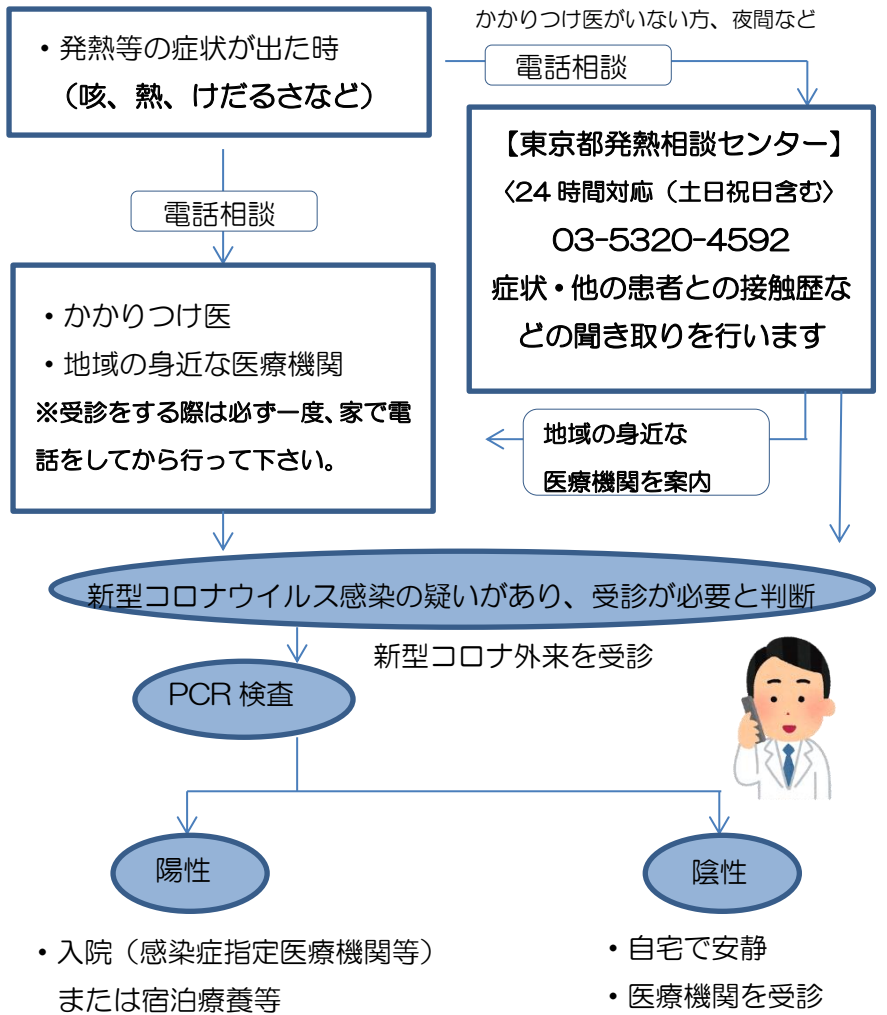 かかりつけ医がいない方、夜間など
・発熱等の症状が出た時
（咳、熱、けだるさなど）
電話相談
【東京都発熱相談センター】
〈24時間対応（土日祝日含む〉
03-5320-4592
症状・他の患者との接触歴な
どの聞き取りを行います
電話相談
・かかりつけ医
・地域の身近な医療機関
※受診をする際は必ず一度、家で電
話をしてから行って下さい。
地域の身近な
医療機関を案内
新型コロナウイルス感染の疑いがあり、受診が必要と判断
新型コロナ外来を受診
PCR検査
陽性
陰性
・入院（感染症指定医療機関等）
または宿泊療養等
・自宅で安静
・医療機関を受診